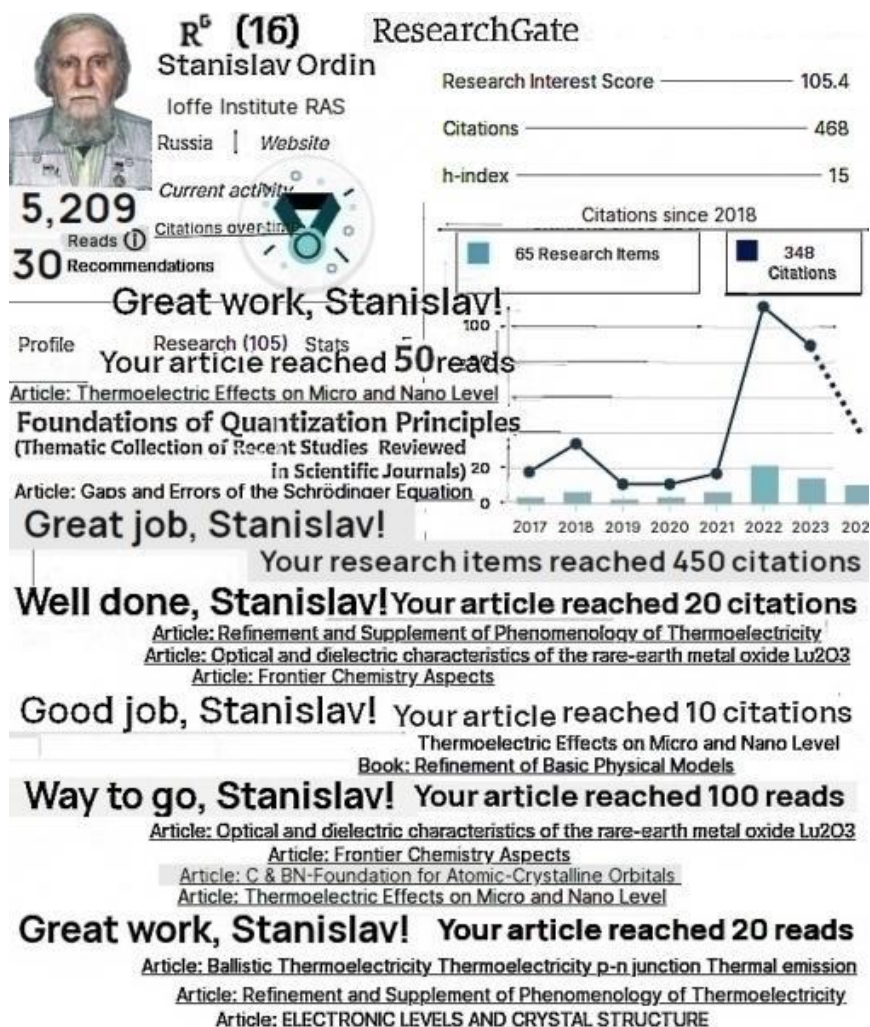 R^G (16) ResearchGate
Stanislav Ordin
Ioffe Institute RAS
Russia | Website
Research Interest Score 105.4
Citations 468
h-index 15
Current activity
Citations over time
5,209
Reads
30 Recommendations
Citations since 2018
65 Research Items
348 Citations
Great work, Stanislav!
Profile Research (105) Stats
Your article reached 50 reads
Article: Thermoelectric Effects on Micro and Nano Level
Foundations of Quantization Principles
(Thematic Collection of Recent Studies Reviewed
in Scientific Journals)
Article: Gaps and Errors of the Schrödinger Equation
100
20
0
2017 2018 2019 2020 2021 2022 2023 202
Great job, Stanislav!
Your research items reached 450 citations
Well done, Stanislav! Your article reached 20 citations
Article: Refinement and Supplement of Phenomenology of Thermoelectricity
Article: Optical and dielectric characteristics of the rare-earth metal oxide Lu2O3
Article: Frontier Chemistry Aspects
Good job, Stanislav! Your article reached 10 citations
Thermoelectric Effects on Micro and Nano Level
Book: Refinement of Basic Physical Models
Way to go, Stanislav! Your article reached 100 reads
Article: Optical and dielectric characteristics of the rare-earth metal oxide Lu2O3
Article: Frontier Chemistry Aspects
Article: C & BN-Foundation for Atomic-Crystalline Orbitals
Article: Thermoelectric Effects on Micro and Nano Level
Great work, Stanislav! Your article reached 20 reads
Article: Ballistic Thermoelectricity Thermoelectricity p-n junction Thermal emission
Article: Refinement and Supplement of Phenomenology of Thermoelectricity
Article: ELECTRONIC LEVELS AND CRYSTAL STRUCTURE